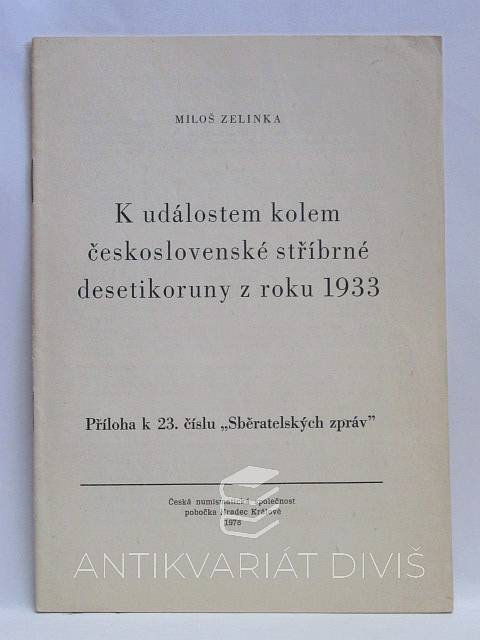 MILOŠ ZELINKA
K událostem kolem
československé stříbrné
desetikoruny z roku 1933
Příloha k 23. číslu „Sběratelských zpráv”
Česká numismatická společnost
pobočka Hradec Králové
1976
ANTIKVARIÁT DIVIŠ